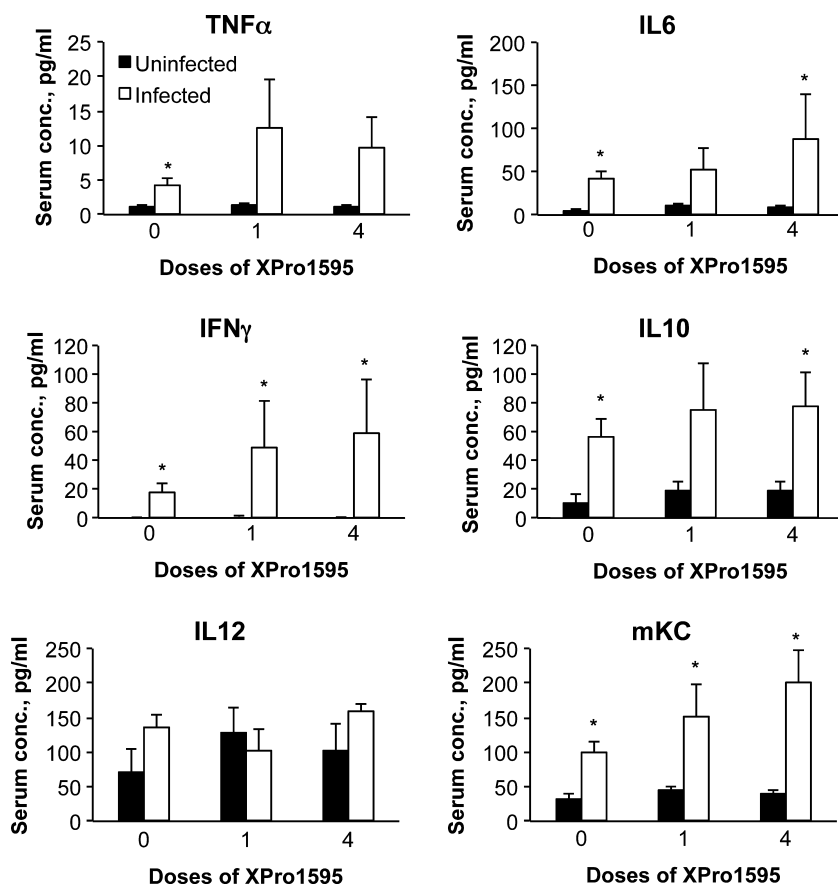 TNFα
Serum conc., pg/ml
25
20
15
10
5
0
Uninfected
Infected
*
0 1 4
Doses of XPro1595
IL6
Serum conc., pg/ml
200
150
100
50
0
*
*
0 1 4
Doses of XPro1595
IFNγ
Serum conc., pg/ml
120
100
80
60
40
20
0
*
*
*
0 1 4
Doses of XPro1595
IL10
Serum conc., pg/ml
120
100
80
60
40
20
0
*
*
0 1 4
Doses of XPro1595
IL12
Serum conc., pg/ml
250
200
150
100
50
0
0 1 4
Doses of XPro1595
mKC
Serum conc., pg/ml
250
200
150
100
50
0
*
*
*
0 1 4
Doses of XPro1595